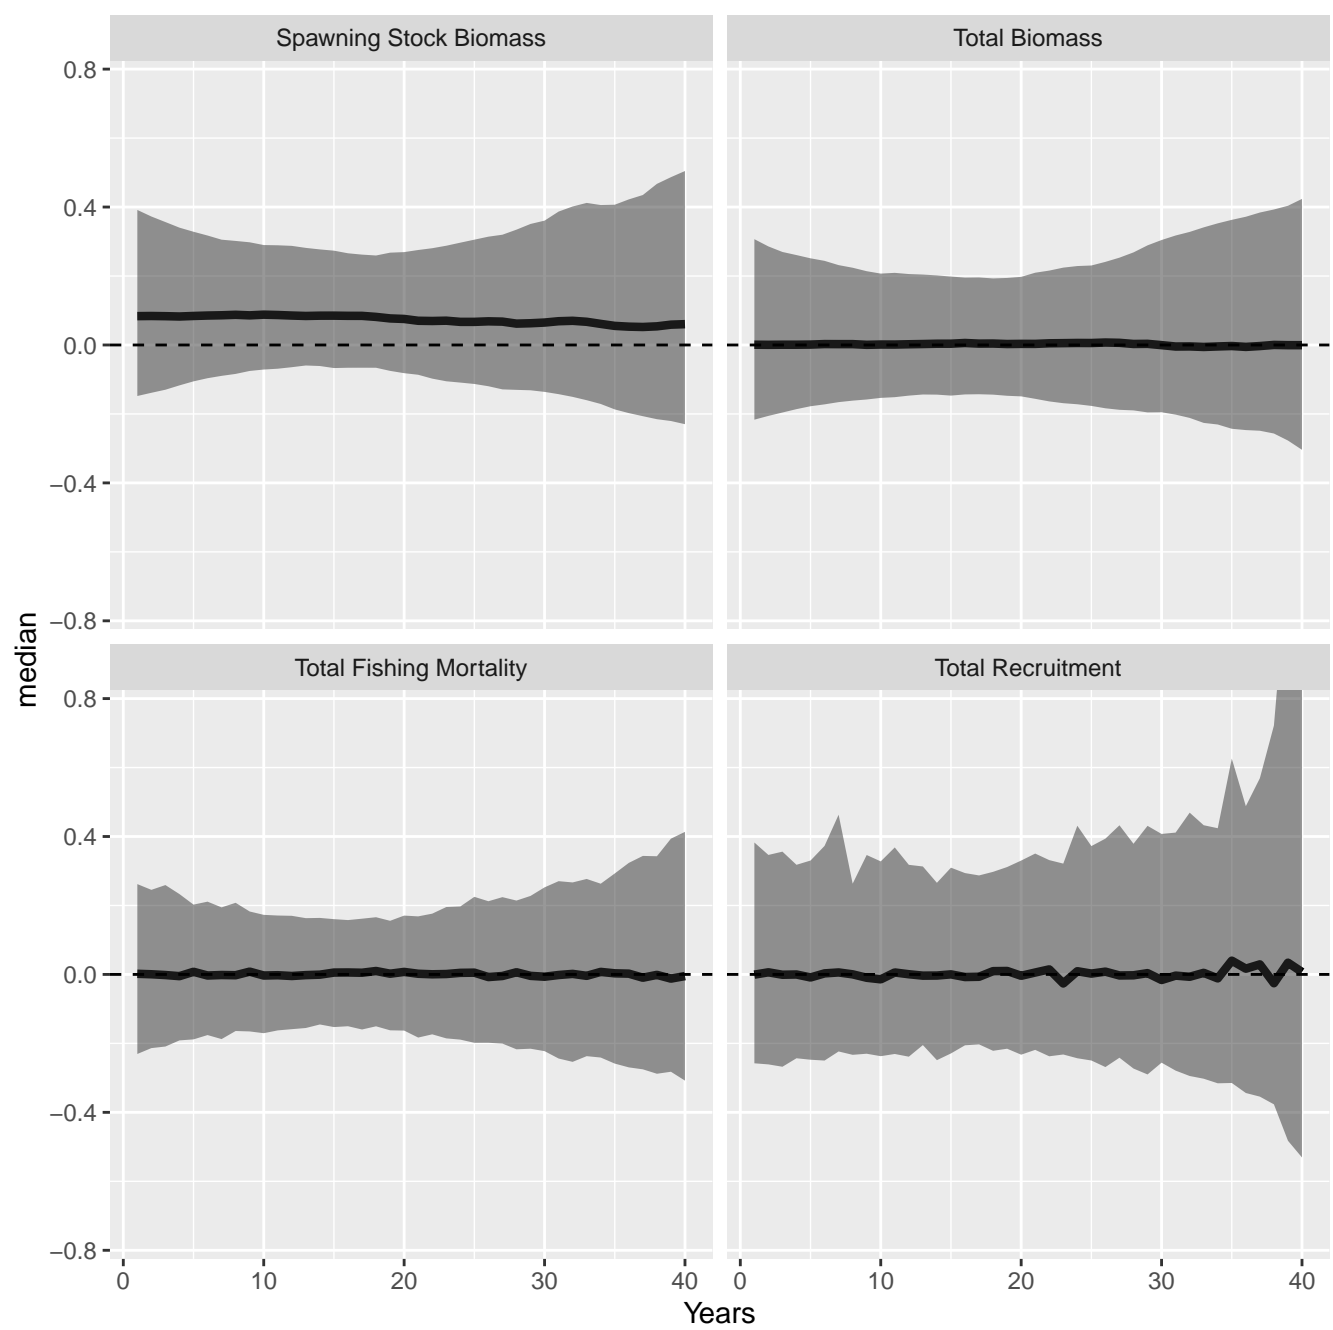 Spawning Stock Biomass
Total Biomass
0.8
0.4
0.0
−0.4
−0.8
median
Total Fishing Mortality
Total Recruitment
0.8
0.4
0.0
−0.4
−0.8
0 10 20 30 40
0 10 20 30 40
Years